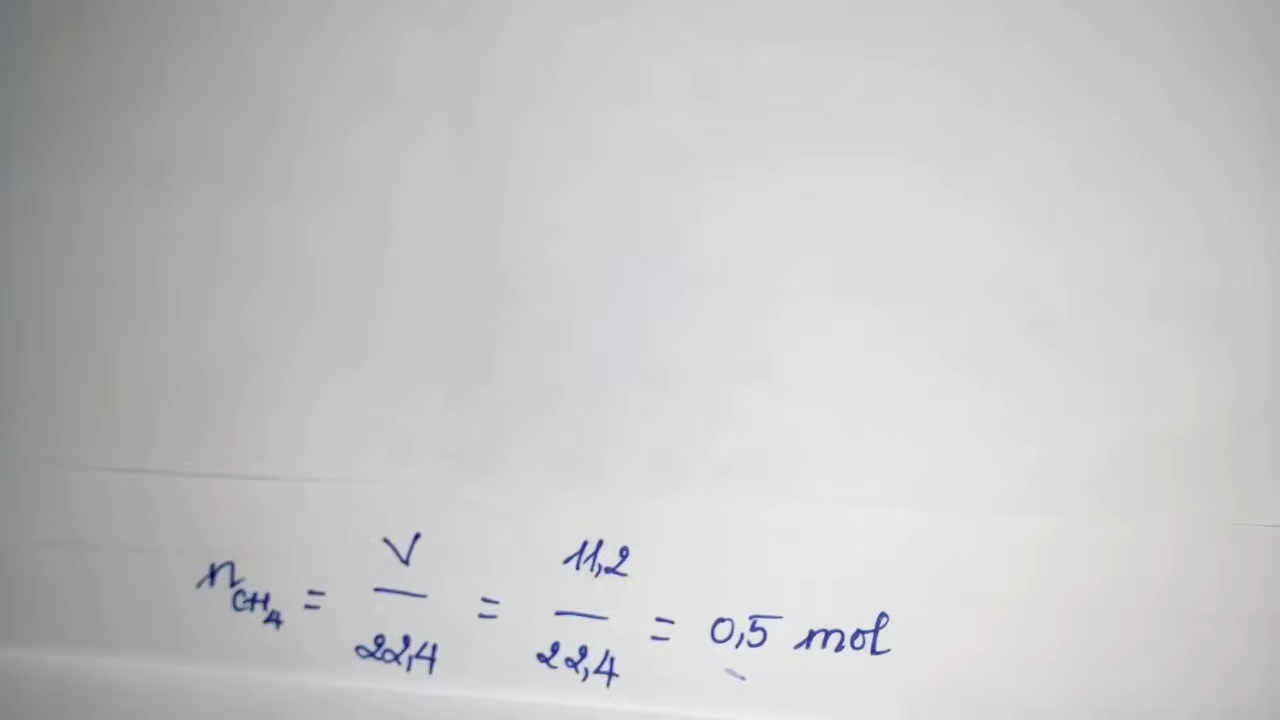 n_CH₄ = V/22,4 = 11,2/22,4 = 0,5 mol